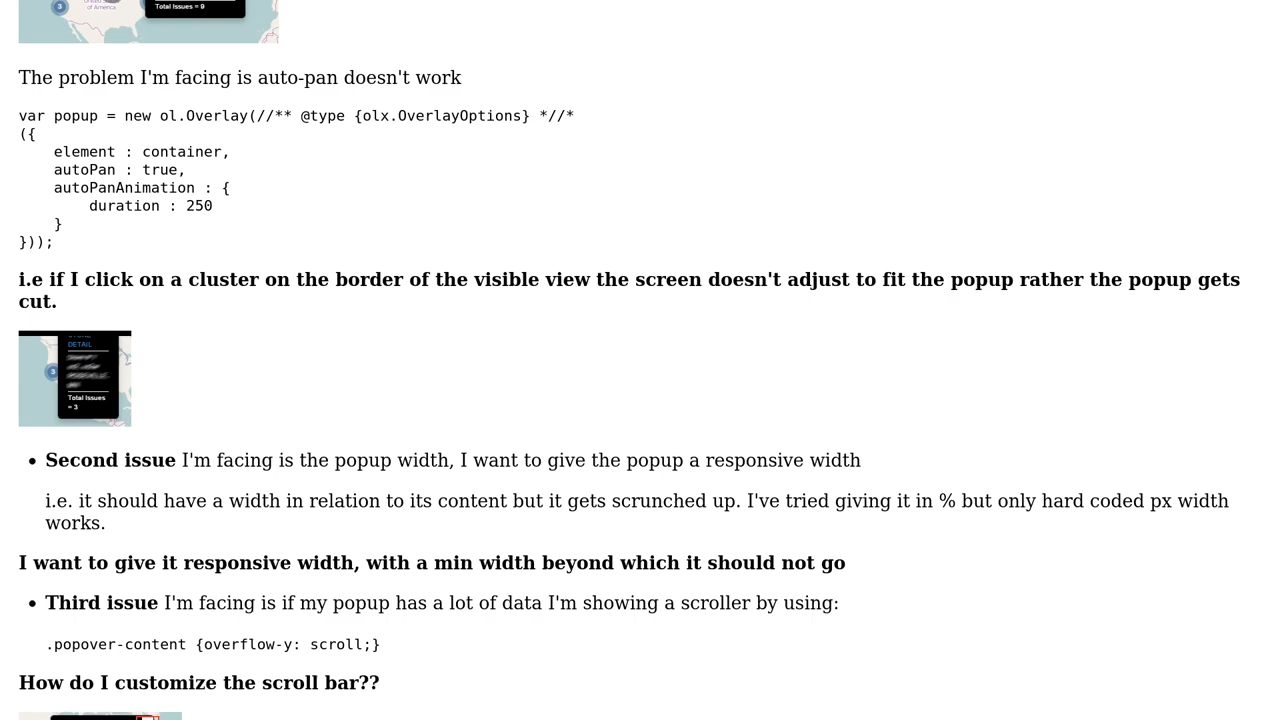 3
of America
Total Issues = 9
The problem I'm facing is auto-pan doesn't work
var popup = new ol.Overlay(//** @type {olx.OverlayOptions} *//*
({
    element : container,
    autoPan : true,
    autoPanAnimation : {
        duration : 250
    }
}));
i.e if I click on a cluster on the border of the visible view the screen doesn't adjust to fit the popup rather the popup gets
cut.
DETAIL
3
Total Issues
= 3
• Second issue I'm facing is the popup width, I want to give the popup a responsive width
i.e. it should have a width in relation to its content but it gets scrunched up. I've tried giving it in % but only hard coded px width
works.
I want to give it responsive width, with a min width beyond which it should not go
• Third issue I'm facing is if my popup has a lot of data I'm showing a scroller by using:
.popover-content {overflow-y: scroll;}
How do I customize the scroll bar??